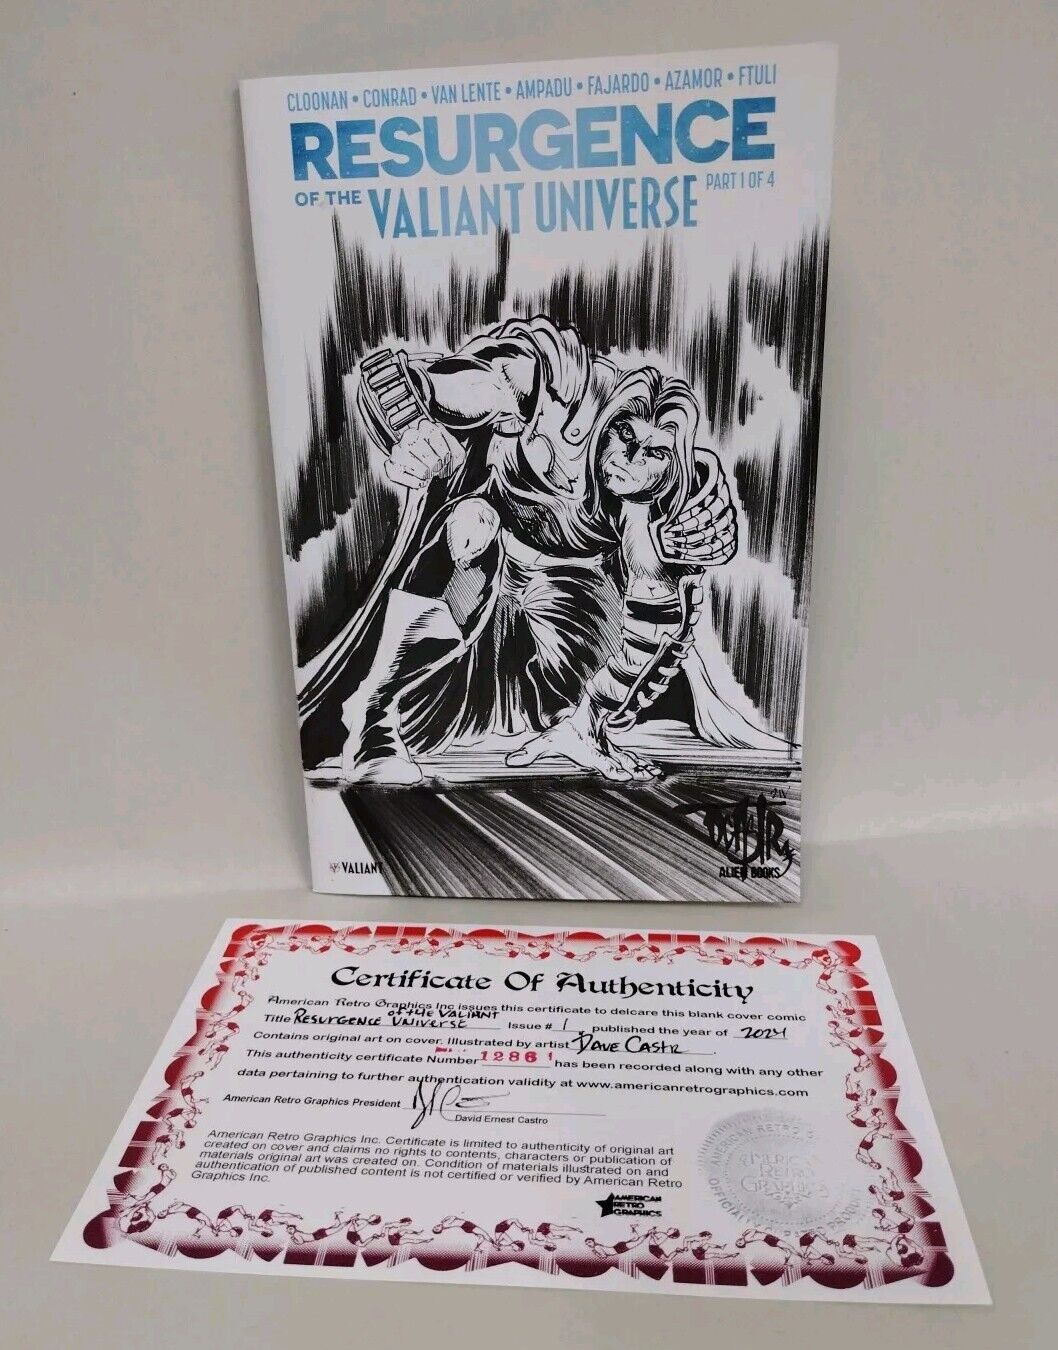 CLOONAN • CONRAD • VAN LENTE • AMPADU • FAJARDO • AZAMOR • FTULI
RESURGENCE
OF THE VALIANT UNIVERSE PART 1 OF 4
VALIANT
ALIEN BOOKS
Certificate Of Authenticity
American Retro Graphics Inc issues this certificate to delcare this blank cover comic
Title RESURGENCE OF THE VALIANT UNIVERSE Issue # 1, published the year of 2024
Contains original art on cover. Illustrated by artist DAVE CASTR.
This authenticity certificate Number 12861 has been recorded along with any other
data pertaining to further authentication validity at www.americanretrographics.com
American Retro Graphics President
David Ernest Castro
American Retro Graphics Inc. Certificate is limited to authenticity of original art
created on cover and claims no rights to contents, characters or publication of
materials original art was created on. Condition of materials illustrated on and
authentication of published content is not certified or verified by American Retro
Graphics Inc.
AMERICAN
RETRO
GRAPHICS
AMERICAN
RETRO
GRAPHICS